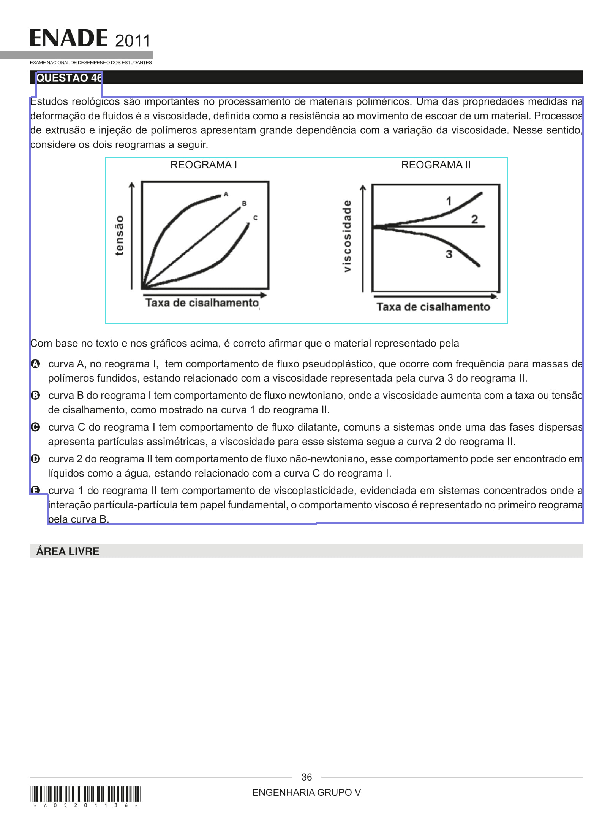 ENADE 2011
EXAME NACIONAL DE DESEMPENHO DOS ESTUDANTES
QUESTÃO 46
Estudos reológicos são importantes no processamento de materiais poliméricos. Uma das propriedades medidas na
deformação de fluidos é a viscosidade, definida como a resistência ao movimento de escoar de um material. Processos
de extrusão e injeção de polímeros apresentam grande dependência com a variação da viscosidade. Nesse sentido,
considere os dois reogramas a seguir.
REOGRAMA I
tensão
A
B
C
Taxa de cisalhamento
REOGRAMA II
viscosidade
1
2
3
Taxa de cisalhamento
Com base no texto e nos gráficos acima, é correto afirmar que o material representado pela
A curva A, no reograma I, tem comportamento de fluxo pseudoplástico, que ocorre com frequência para massas de
polímeros fundidos, estando relacionado com a viscosidade representada pela curva 3 do reograma II.
B curva B do reograma I tem comportamento de fluxo newtoniano, onde a viscosidade aumenta com a taxa ou tensão
de cisalhamento, como mostrado na curva 1 do reograma II.
C curva C do reograma I tem comportamento de fluxo dilatante, comuns a sistemas onde uma das fases dispersas
apresenta partículas assimétricas, a viscosidade para esse sistema segue a curva 2 do reograma II.
D curva 2 do reograma II tem comportamento de fluxo não-newtoniano, esse comportamento pode ser encontrado em
líquidos como a água, estando relacionado com a curva C do reograma I.
E curva 1 do reograma II tem comportamento de viscoplasticidade, evidenciada em sistemas concentrados onde a
interação partícula-partícula tem papel fundamental, o comportamento viscoso é representado no primeiro reograma
pela curva B.
ÁREA LIVRE
36
ENGENHARIA GRUPO V